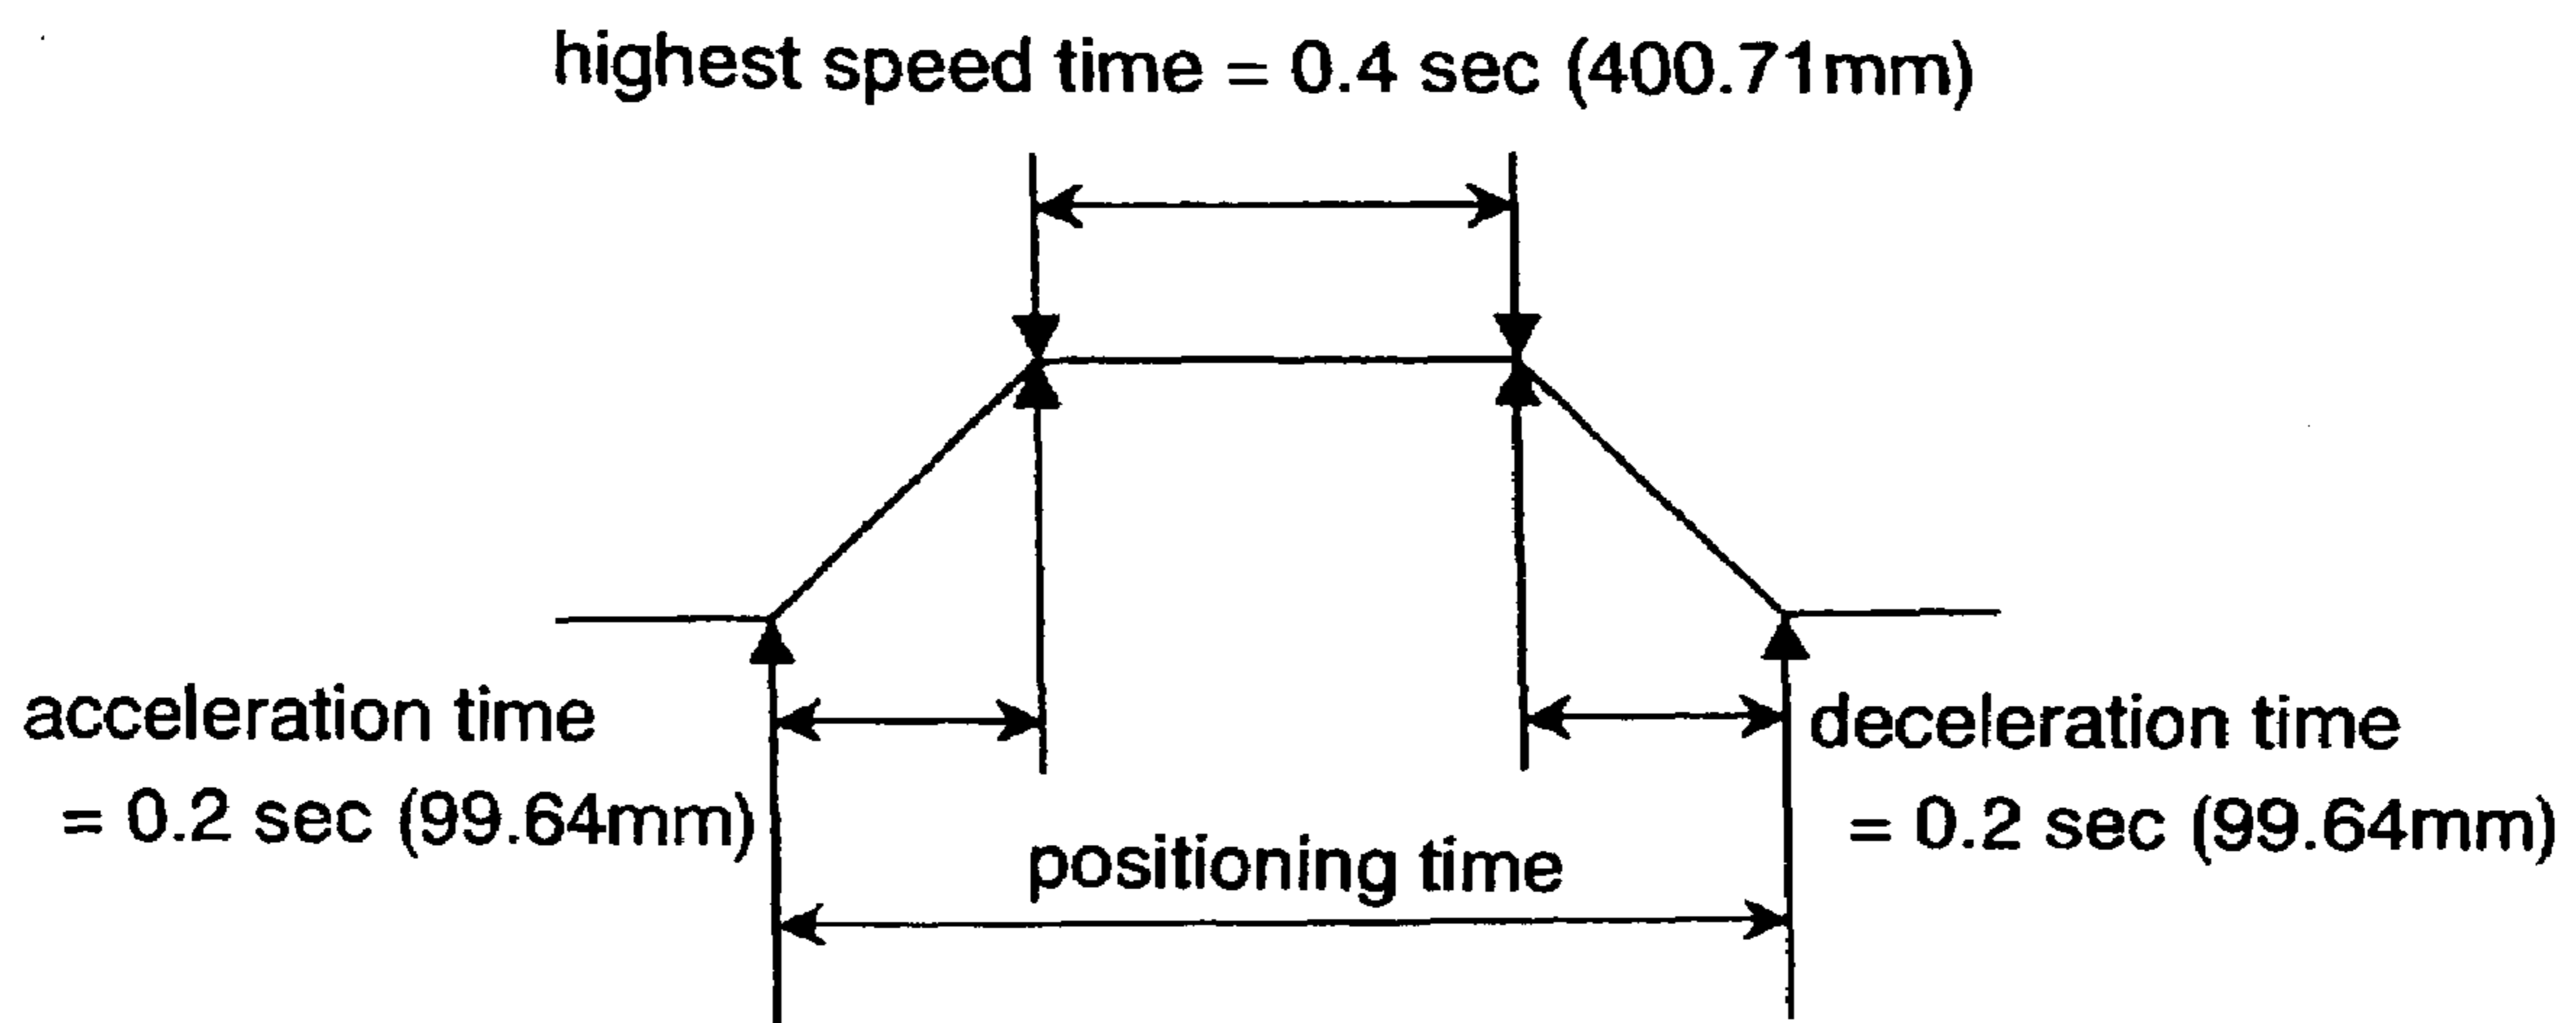 highest speed time = 0.4 sec (400.71mm)
acceleration time
= 0.2 sec (99.64mm)
deceleration time
= 0.2 sec (99.64mm)
positioning time